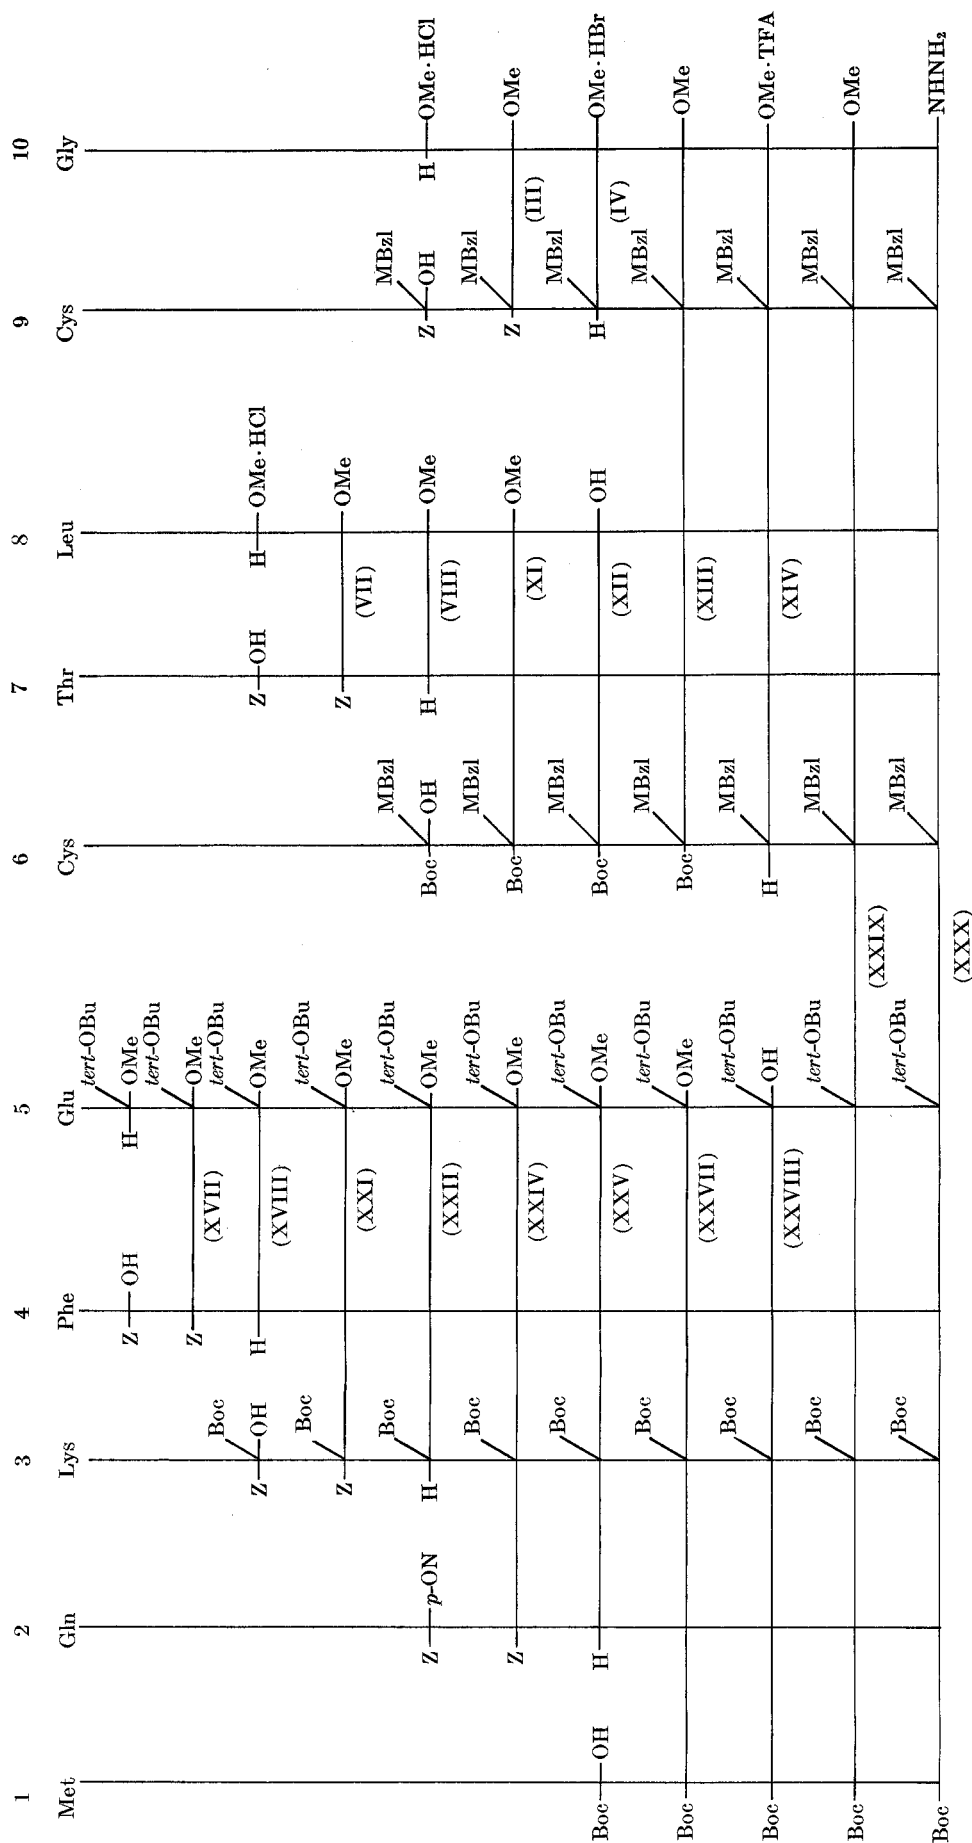 1 2 3 4 5 6 7 8 9 10
Met Gln Lys Phe Glu Cys Thr Leu Cys Gly
tert-OBu
Z OH H OMe
tert-OBu
Z OMe
(XVII)
Boc tert-OBu
Z OH H OMe Z OH H OMe·HCl
(XVIII)
Boc tert-OBu
Z OMe Z OMe
(XXI) (VII)
Boc tert-OBu MBzl MBzl
Z p-ON H OMe Boc OH H OMe Z OH H OMe·HCl
(XXII) (VIII)
Boc tert-OBu MBzl MBzl
Z OMe Boc OMe Z OMe
(XXIV) (XI) (III)
Boc tert-OBu MBzl MBzl
Boc OH H OMe Boc OH H OMe·HBr
(XXV) (XII) (IV)
Boc tert-OBu MBzl MBzl
Boc OMe Boc OMe
(XXVII) (XIII)
Boc tert-OBu MBzl MBzl
Boc OH H OMe·TFA
(XXVIII) (XIV)
Boc tert-OBu MBzl MBzl
Boc OMe
(XXIX)
Boc tert-OBu MBzl MBzl
Boc NHNH₂
(XXX)